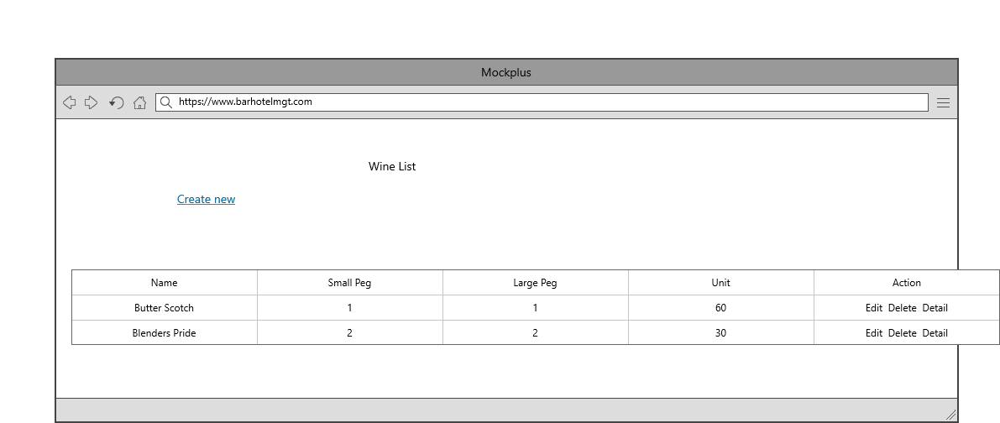 Mockplus
https://www.barhotelmgt.com
Wine List
Create new
Name Small Peg Large Peg Unit Action
Butter Scotch 1 1 60 Edit Delete Detail
Blenders Pride 2 2 30 Edit Delete Detail